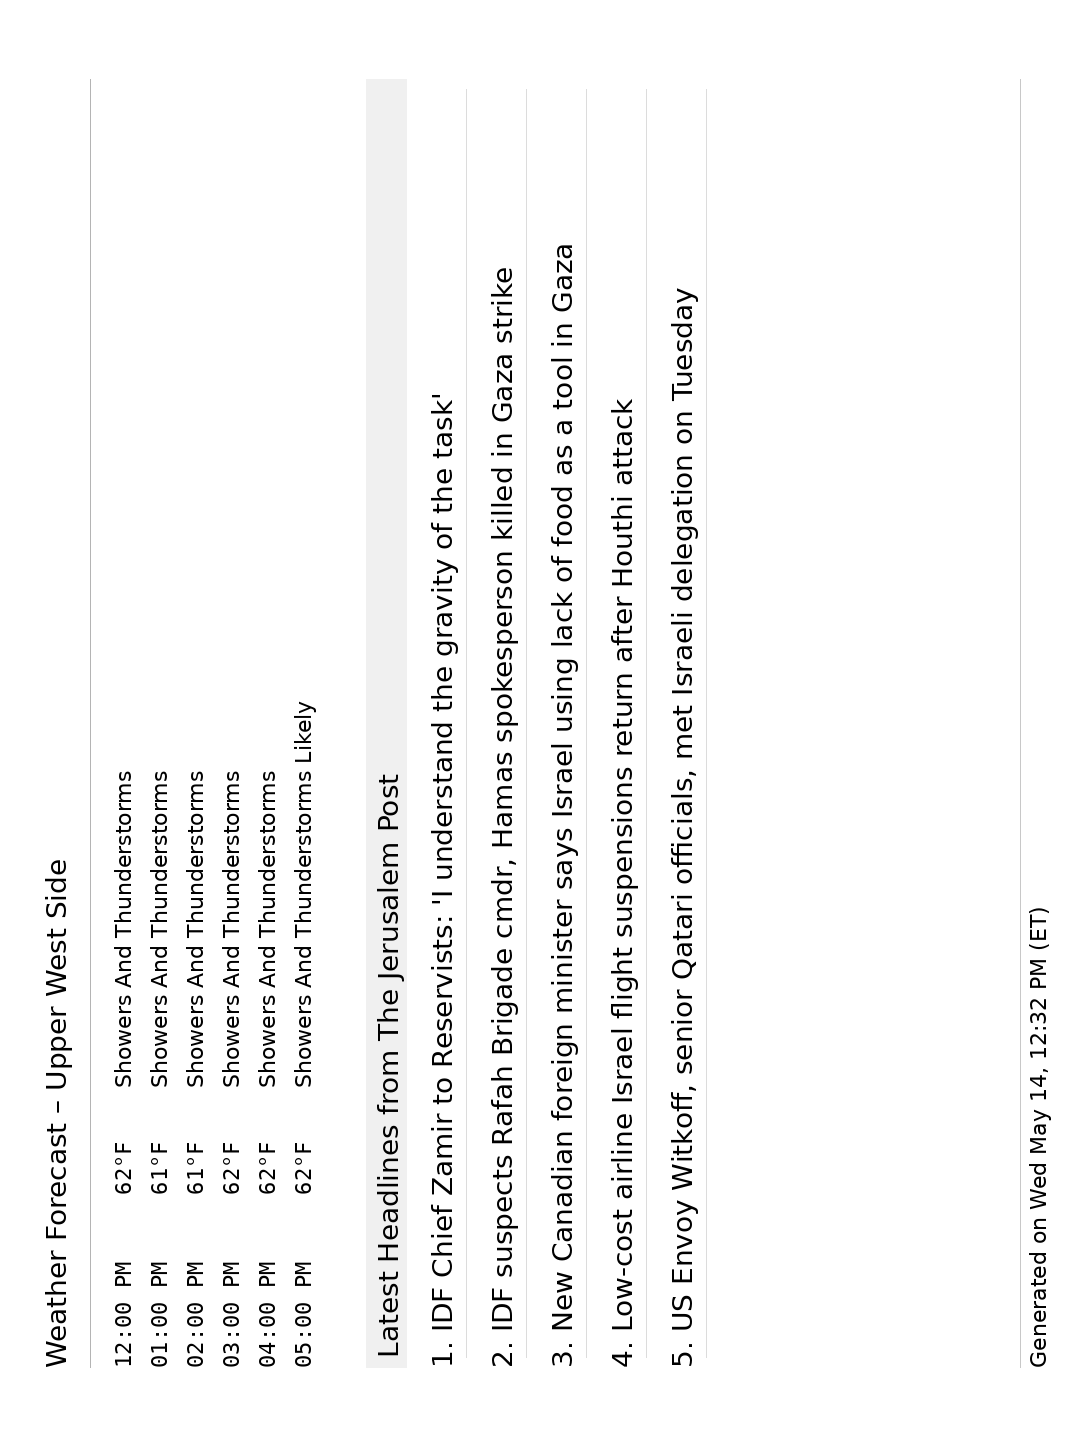 Weather Forecast – Upper West Side
12:00 PM 62°F Showers And Thunderstorms
01:00 PM 61°F Showers And Thunderstorms
02:00 PM 61°F Showers And Thunderstorms
03:00 PM 62°F Showers And Thunderstorms
04:00 PM 62°F Showers And Thunderstorms
05:00 PM 62°F Showers And Thunderstorms Likely
Latest Headlines from The Jerusalem Post
1. IDF Chief Zamir to Reservists: 'I understand the gravity of the task'
2. IDF suspects Rafah Brigade cmdr, Hamas spokesperson killed in Gaza strike
3. New Canadian foreign minister says Israel using lack of food as a tool in Gaza
4. Low-cost airline Israel flight suspensions return after Houthi attack
5. US Envoy Witkoff, senior Qatari officials, met Israeli delegation on Tuesday
Generated on Wed May 14, 12:32 PM (ET)